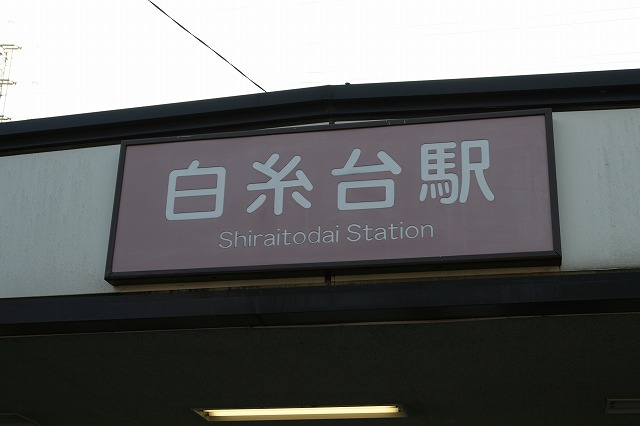 白糸台駅
Shiraitodai Station